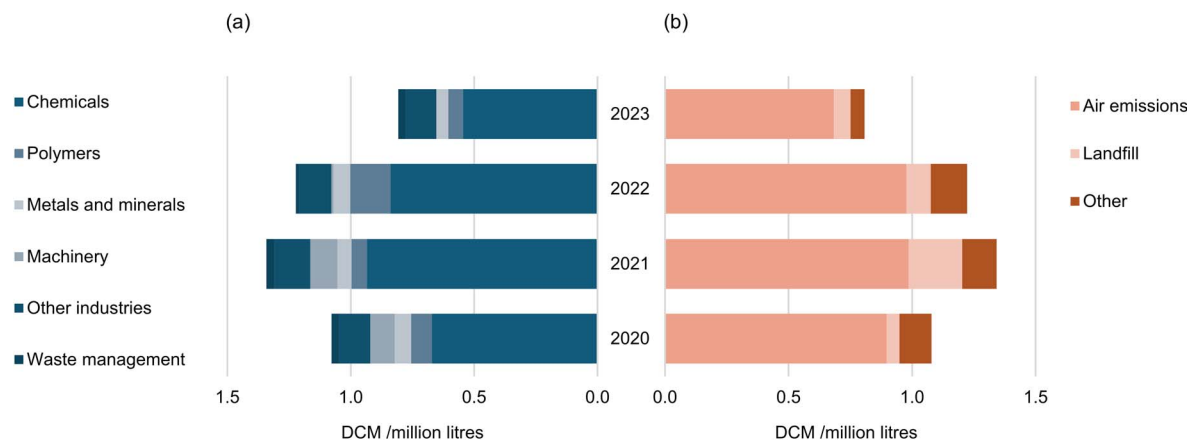 (a)
(b)
Chemicals
Polymers
Metals and minerals
Machinery
Other industries
Waste management
2023
2022
2021
2020
Air emissions
Landfill
Other
1.5 1.0 0.5 0.0
0.0 0.5 1.0 1.5
DCM /million litres
DCM /million litres